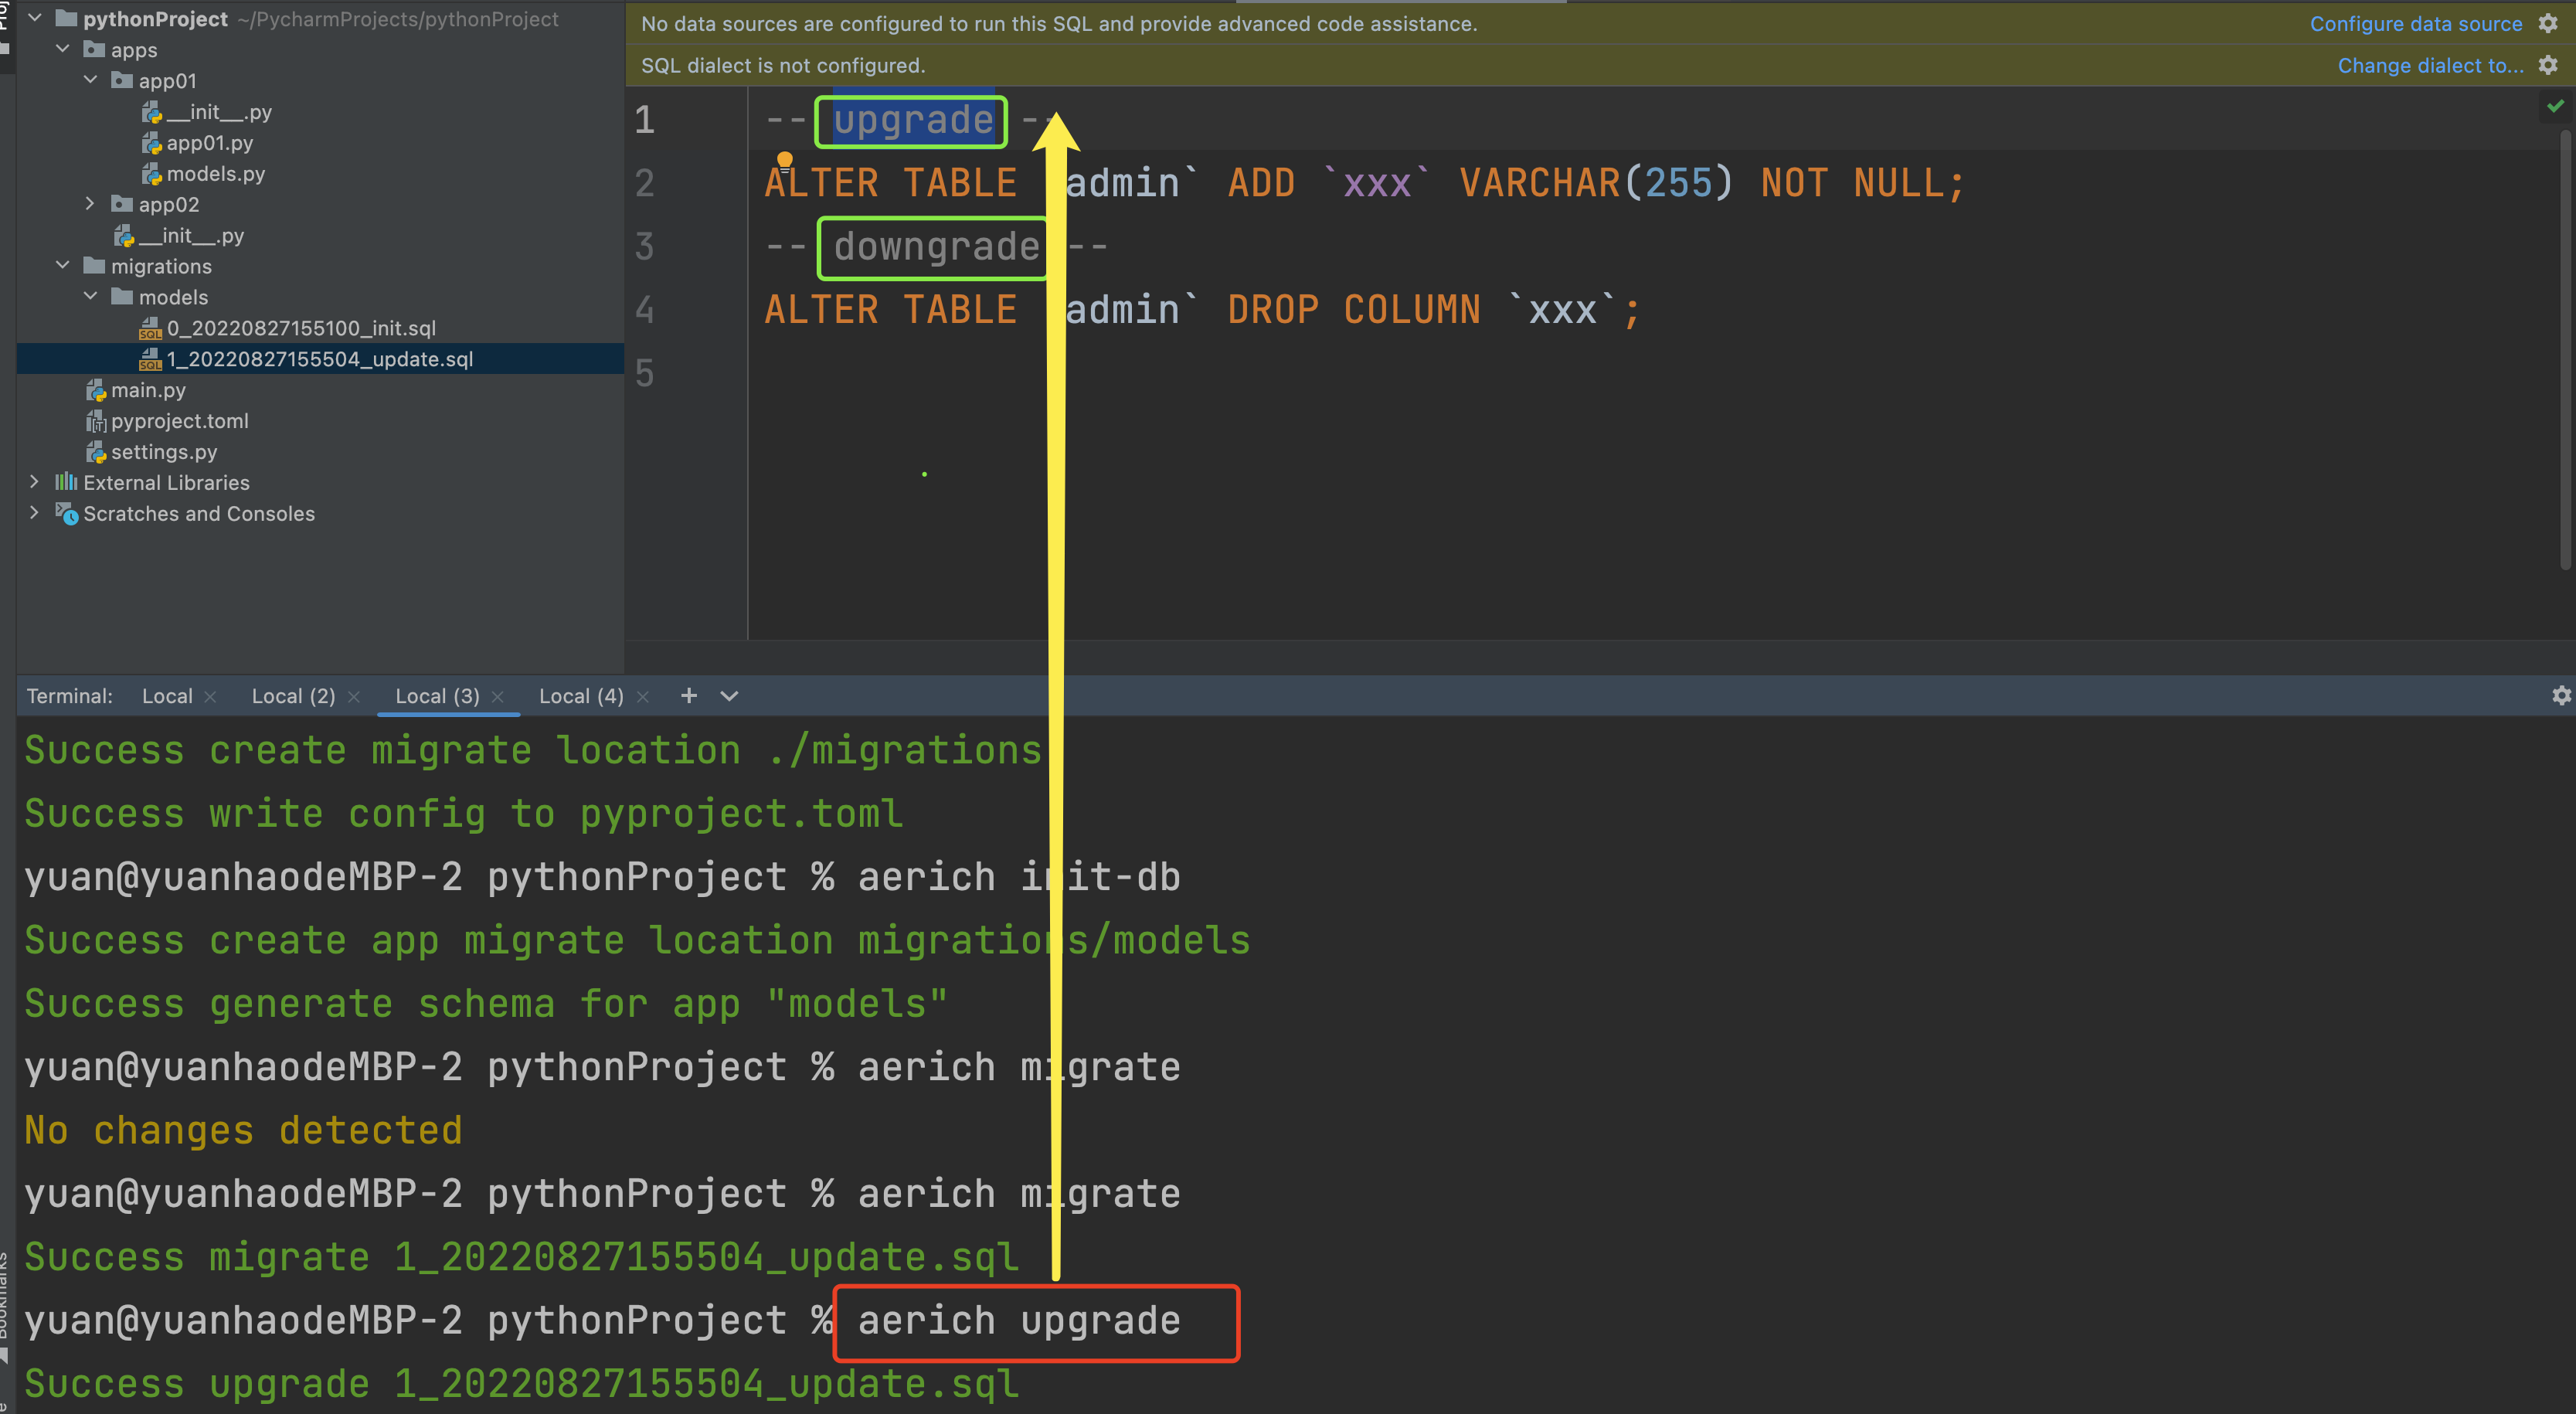 pythonProject ~/PycharmProjects/pythonProject
apps
app01
__init__.py
app01.py
models.py
app02
__init__.py
migrations
models
0_20220827155100_init.sql
1_20220827155504_update.sql
main.py
pyproject.toml
settings.py
External Libraries
Scratches and Consoles
No data sources are configured to run this SQL and provide advanced code assistance. Configure data source
SQL dialect is not configured. Change dialect to...
1 -- upgrade --
2 ALTER TABLE admin` ADD `xxx` VARCHAR(255) NOT NULL;
3 -- downgrade --
4 ALTER TABLE admin` DROP COLUMN `xxx`;
5
Terminal: Local Local (2) Local (3) Local (4)
Success create migrate location ./migrations
Success write config to pyproject.toml
yuan@yuanhaodeMBP-2 pythonProject % aerich init-db
Success create app migrate location migrations/models
Success generate schema for app "models"
yuan@yuanhaodeMBP-2 pythonProject % aerich migrate
No changes detected
yuan@yuanhaodeMBP-2 pythonProject % aerich migrate
Success migrate 1_20220827155504_update.sql
yuan@yuanhaodeMBP-2 pythonProject % aerich upgrade
Success upgrade 1_20220827155504_update.sql
Bookmarks